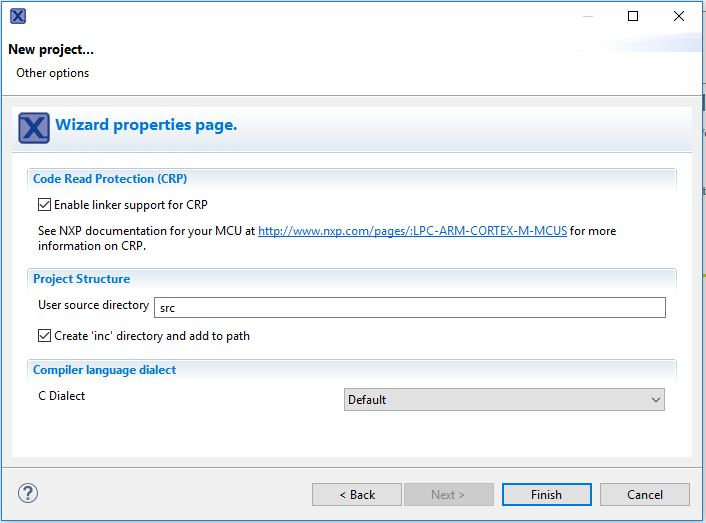 New project...
Other options
Wizard properties page.
Code Read Protection (CRP)
Enable linker support for CRP
See NXP documentation for your MCU at http://www.nxp.com/pages/:LPC-ARM-CORTEX-M-MCUS for more
information on CRP.
Project Structure
User source directory src
Create 'inc' directory and add to path
Compiler language dialect
C Dialect Default
< Back Next > Finish Cancel